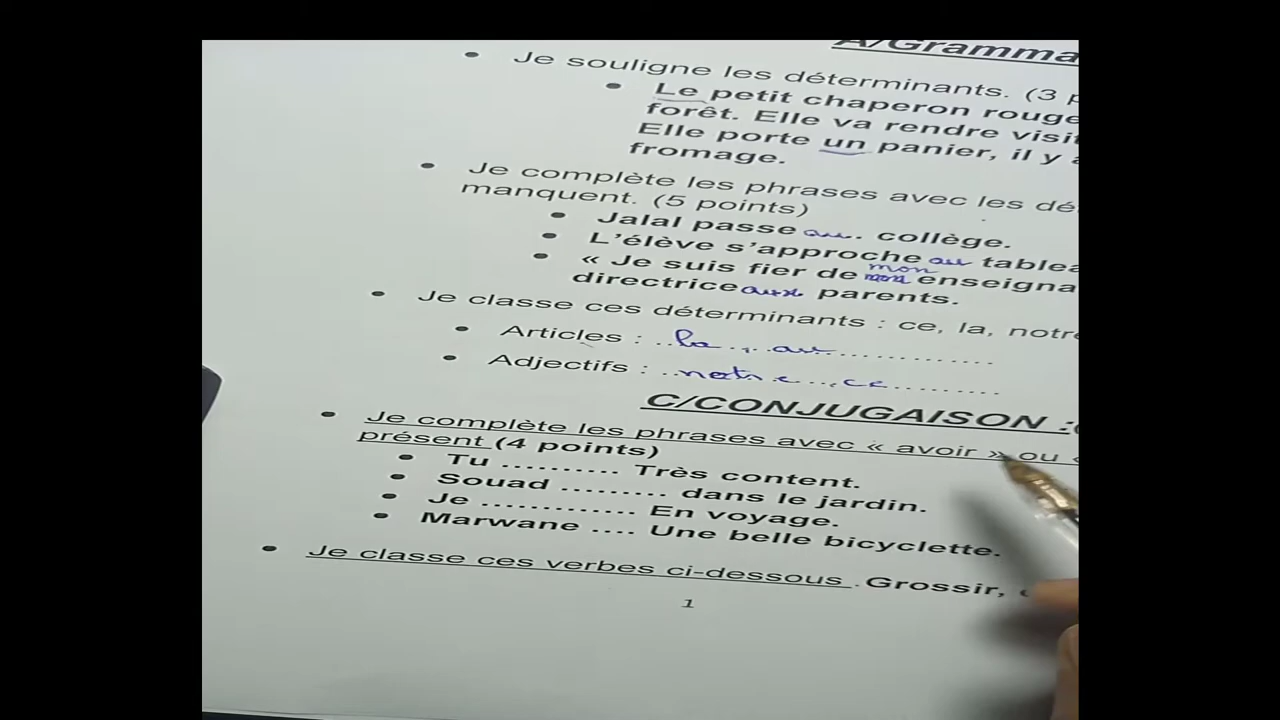 A/Gramma
Je souligne les déterminants. (3 p
Le petit chaperon rouge
forêt. Elle va rendre visit
Elle porte un panier, il y a
fromage.
Je complète les phrases avec les dé
manquent. (5 points)
Jalal passe au. collège.
L'élève s'approche au tablea
« Je suis fier de mon enseigna
directrice aux parents.
Je classe ces déterminants : ce, la, notre
Articles : ..la.., .au..............
Adjectifs : ..notre...,ce..........
C/CONJUGAISON :
Je complète les phrases avec « avoir » ou «
présent (4 points)
Tu .......... Très content.
Souad ......... dans le jardin.
Je ............. En voyage.
Marwane .... Une belle bicyclette.
Je classe ces verbes ci-dessous . Grossir,
1